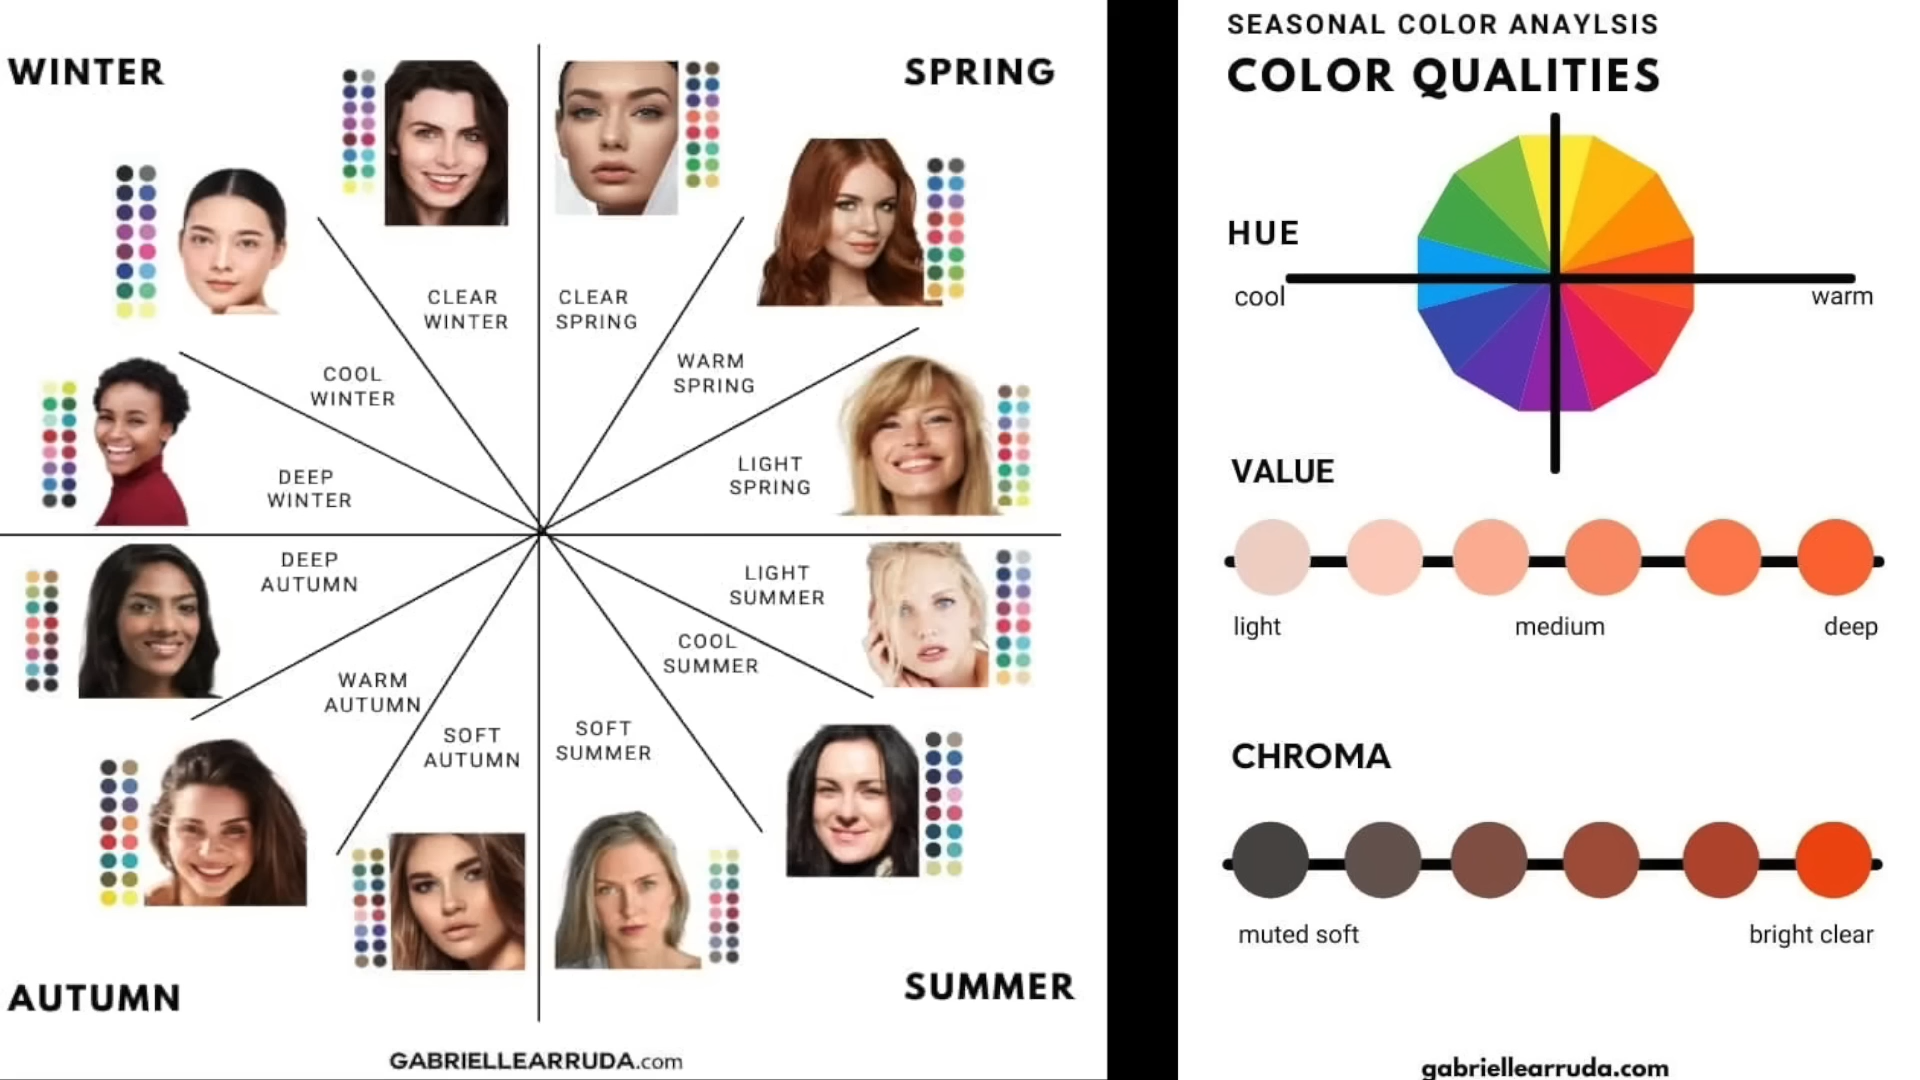 WINTER
SPRING
CLEAR
WINTER
CLEAR
SPRING
COOL
WINTER
WARM
SPRING
DEEP
WINTER
LIGHT
SPRING
DEEP
AUTUMN
LIGHT
SUMMER
COOL
SUMMER
WARM
AUTUMN
SOFT
AUTUMN
SOFT
SUMMER
AUTUMN
SUMMER
GABRIELLEARRUDA.com
SEASONAL COLOR ANAYLSIS
COLOR QUALITIES
HUE
cool
warm
VALUE
light
medium
deep
CHROMA
muted soft
bright clear
gabriellearruda.com